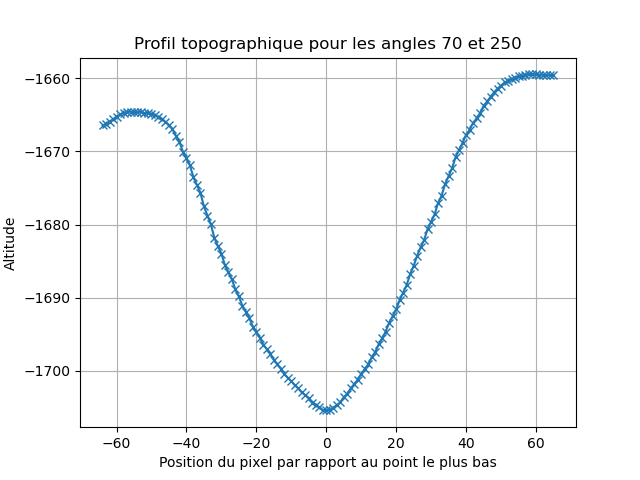 Profil topographique pour les angles 70 et 250
Altitude
−1660
−1670
−1680
−1690
−1700
−60 −40 −20 0 20 40 60
Position du pixel par rapport au point le plus bas